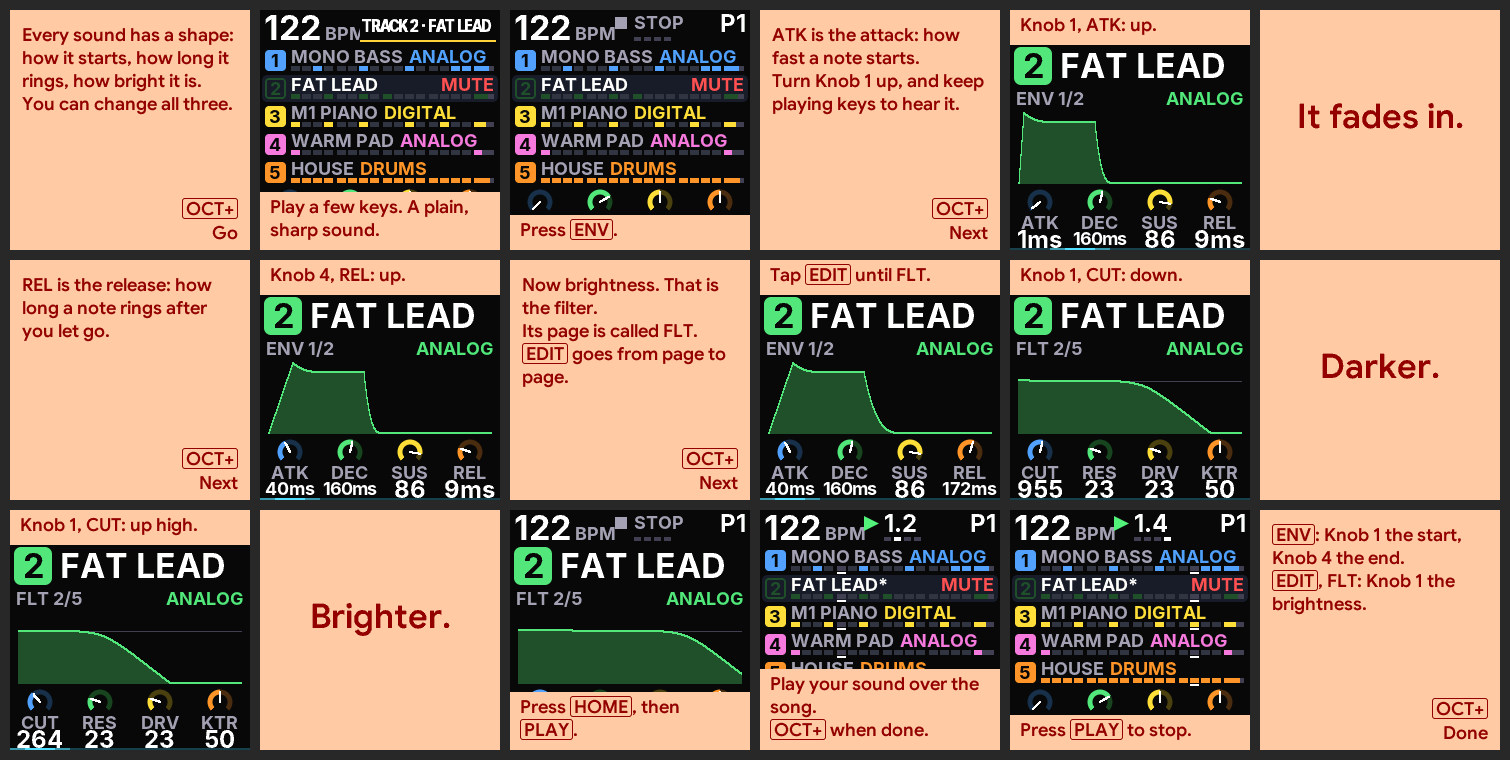 Every sound has a shape:
how it starts, how long it
rings, how bright it is.
You can change all three.
OCT+
Go
122 BPM TRACK 2 · FAT LEAD
1 MONO BASS ANALOG
2 FAT LEAD MUTE
3 M1 PIANO DIGITAL
4 WARM PAD ANALOG
5 HOUSE DRUMS
Play a few keys. A plain,
sharp sound.
122 BPM STOP P1
1 MONO BASS ANALOG
2 FAT LEAD MUTE
3 M1 PIANO DIGITAL
4 WARM PAD ANALOG
5 HOUSE DRUMS
Press ENV.
ATK is the attack: how
fast a note starts.
Turn Knob 1 up, and keep
playing keys to hear it.
OCT+
Next
Knob 1, ATK: up.
2 FAT LEAD
ENV 1/2 ANALOG
ATK DEC SUS REL
1ms 160ms 86 9ms
It fades in.
REL is the release: how
long a note rings after
you let go.
OCT+
Next
Knob 4, REL: up.
2 FAT LEAD
ENV 1/2 ANALOG
ATK DEC SUS REL
40ms 160ms 86 9ms
Now brightness. That is
the filter.
Its page is called FLT.
EDIT goes from page to
page.
OCT+
Next
Tap EDIT until FLT.
2 FAT LEAD
ENV 1/2 ANALOG
ATK DEC SUS REL
40ms 160ms 86 172ms
Knob 1, CUT: down.
2 FAT LEAD
FLT 2/5 ANALOG
CUT RES DRV KTR
955 23 23 50
Darker.
Knob 1, CUT: up high.
2 FAT LEAD
FLT 2/5 ANALOG
CUT RES DRV KTR
264 23 23 50
Brighter.
122 BPM STOP P1
2 FAT LEAD
FLT 2/5 ANALOG
Press HOME, then
PLAY.
122 BPM 1.2 P1
1 MONO BASS ANALOG
2 FAT LEAD* MUTE
3 M1 PIANO DIGITAL
4 WARM PAD ANALOG
5 HOUSE DRUMS
Play your sound over the
song.
OCT+ when done.
122 BPM 1.4 P1
1 MONO BASS ANALOG
2 FAT LEAD* MUTE
3 M1 PIANO DIGITAL
4 WARM PAD ANALOG
5 HOUSE DRUMS
Press PLAY to stop.
ENV: Knob 1 the start,
Knob 4 the end.
EDIT, FLT: Knob 1 the
brightness.
OCT+
Done